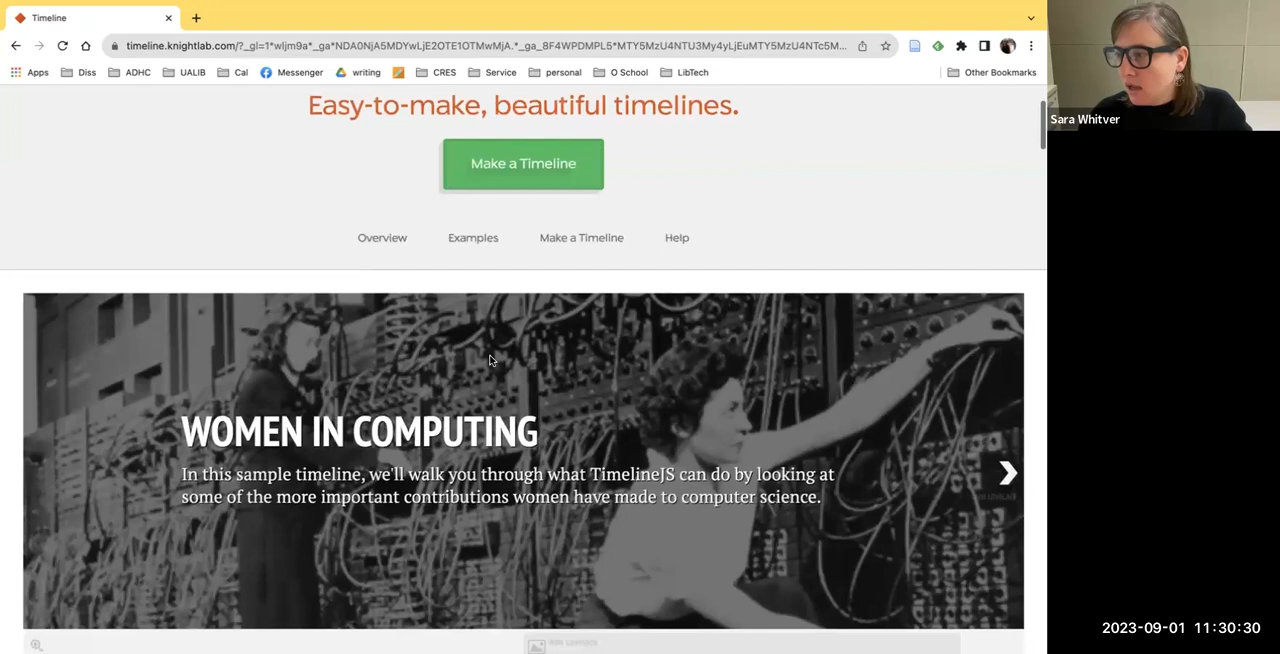 Timeline
timeline.knightlab.com/?_gl=1*wljm9a*_ga*NDA0NjA5MDYwLjE2OTE1OTMwMjA.*_ga_8F4WPDMPL5*MTY5MzU4NTU3My4yLjEuMTY5MzU4NTc5M...
Apps Diss ADHC UALIB Cal Messenger writing CRES Service personal O School LibTech Other Bookmarks
Easy-to-make, beautiful timelines.
Make a Timeline
Overview Examples Make a Timeline Help
WOMEN IN COMPUTING
In this sample timeline, we'll walk you through what TimelineJS can do by looking at
some of the more important contributions women have made to computer science.
Sara Whitver
2023-09-01 11:30:30